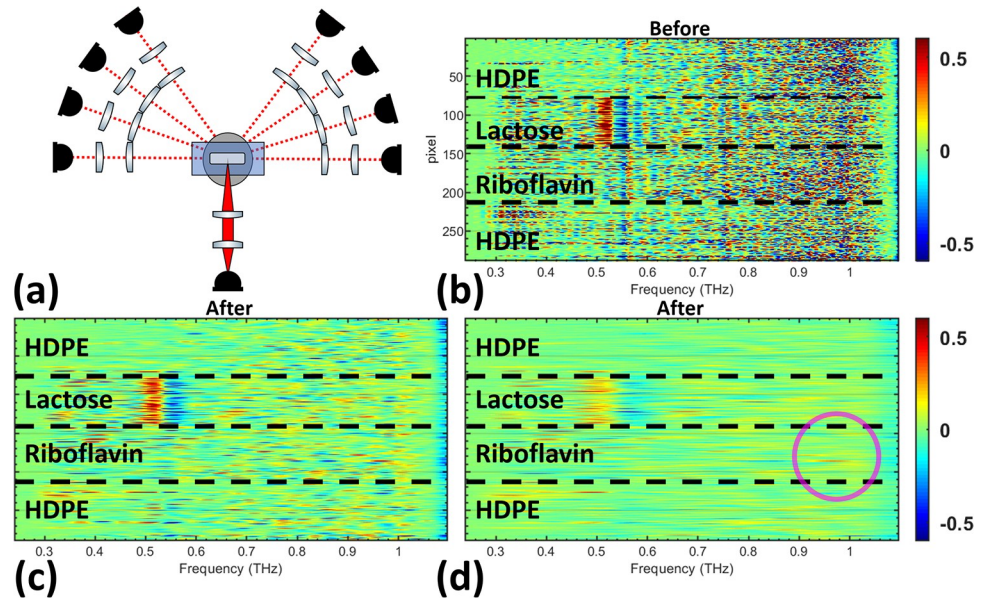 (a)
Before
HDPE
Lactose
Riboflavin
HDPE
pixel
50
100
150
200
250
0.3 0.4 0.5 0.6 0.7 0.8 0.9 1
Frequency (THz)
0.5
0
-0.5
(b)
After
HDPE
Lactose
Riboflavin
HDPE
0.3 0.4 0.5 0.6 0.7 0.8 0.9 1
Frequency (THz)
(c)
After
HDPE
Lactose
Riboflavin
HDPE
0.3 0.4 0.5 0.6 0.7 0.8 0.9 1
Frequency (THz)
0.5
0
-0.5
(d)